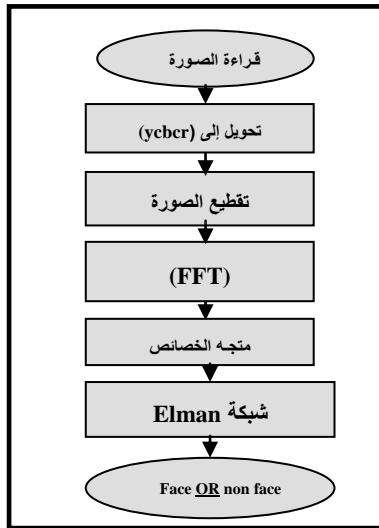 قراءة الصورة
تحويل إلى (ycbcr)
تقطيع الصورة
(FFT)
متجه الخصائص
شبكة Elman
Face OR non face